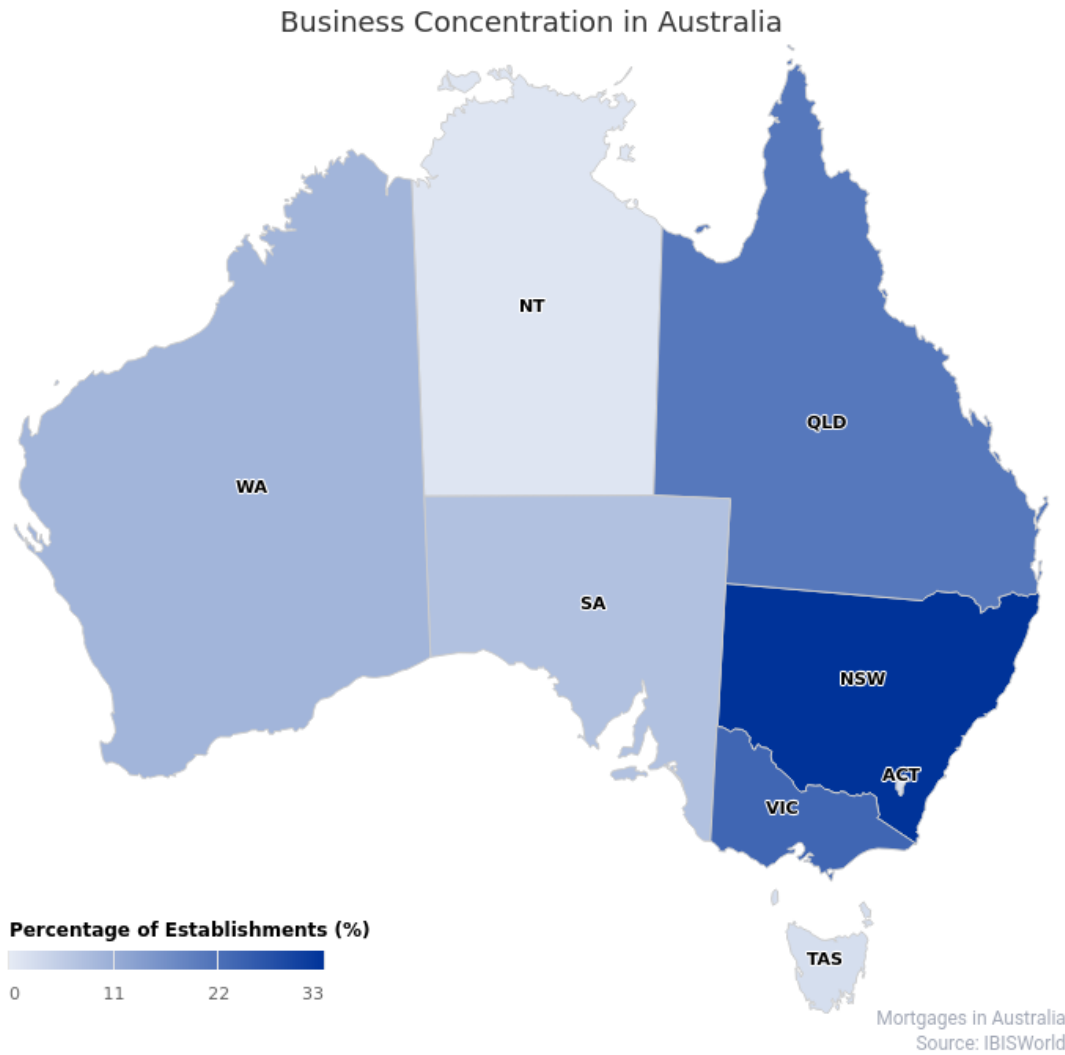 Business Concentration in Australia
NT
QLD
WA
SA
NSW
ACT
VIC
Percentage of Establishments (%)
0 11 22 33
TAS
Mortgages in Australia
Source: IBISWorld